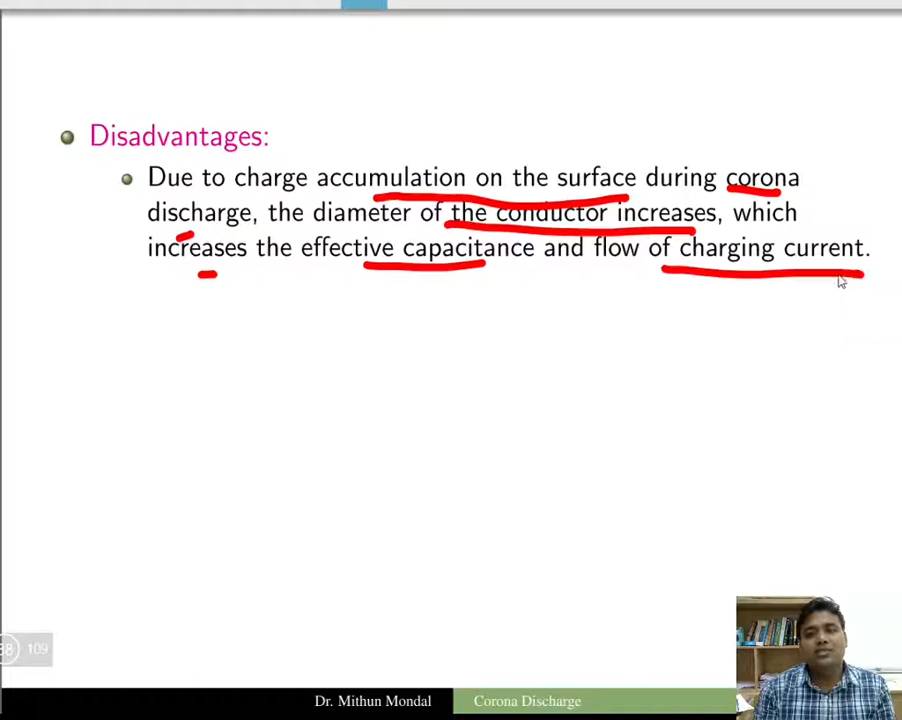 Disadvantages:
Due to charge accumulation on the surface during corona
discharge, the diameter of the conductor increases, which
increases the effective capacitance and flow of charging current.
109
Dr. Mithun Mondal
Corona Discharge